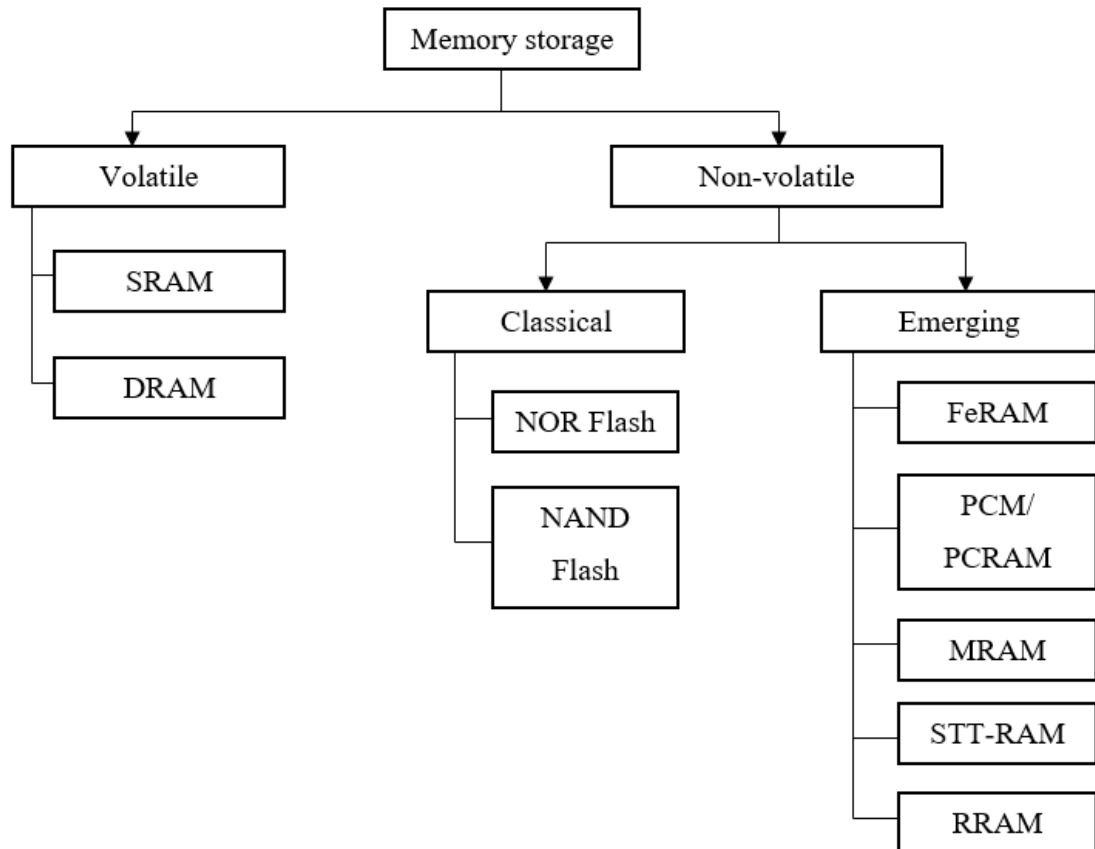 Memory storage
Volatile
Non-volatile
SRAM
DRAM
Classical
Emerging
NOR Flash
NAND
Flash
FeRAM
PCM/
PCRAM
MRAM
STT-RAM
RRAM